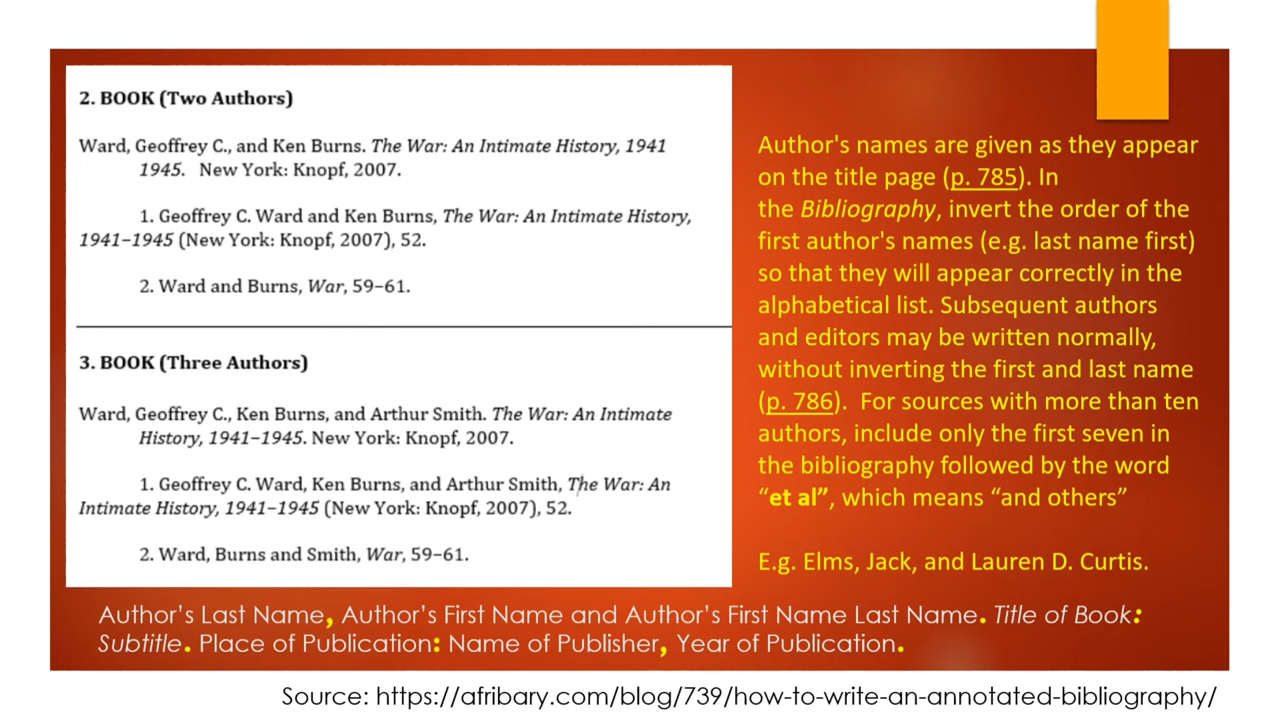 2. BOOK (Two Authors)
Ward, Geoffrey C., and Ken Burns. The War: An Intimate History, 1941
1945. New York: Knopf, 2007.
1. Geoffrey C. Ward and Ken Burns, The War: An Intimate History,
1941–1945 (New York: Knopf, 2007), 52.
2. Ward and Burns, War, 59–61.
3. BOOK (Three Authors)
Ward, Geoffrey C., Ken Burns, and Arthur Smith. The War: An Intimate
History, 1941–1945. New York: Knopf, 2007.
1. Geoffrey C. Ward, Ken Burns, and Arthur Smith, The War: An
Intimate History, 1941–1945 (New York: Knopf, 2007), 52.
2. Ward, Burns and Smith, War, 59–61.
Author's names are given as they appear
on the title page (p. 785). In
the Bibliography, invert the order of the
first author's names (e.g. last name first)
so that they will appear correctly in the
alphabetical list. Subsequent authors
and editors may be written normally,
without inverting the first and last name
(p. 786). For sources with more than ten
authors, include only the first seven in
the bibliography followed by the word
“et al”, which means “and others”
E.g. Elms, Jack, and Lauren D. Curtis.
Author’s Last Name, Author’s First Name and Author’s First Name Last Name. Title of Book:
Subtitle. Place of Publication: Name of Publisher, Year of Publication.
Source: https://afribary.com/blog/739/how-to-write-an-annotated-bibliography/